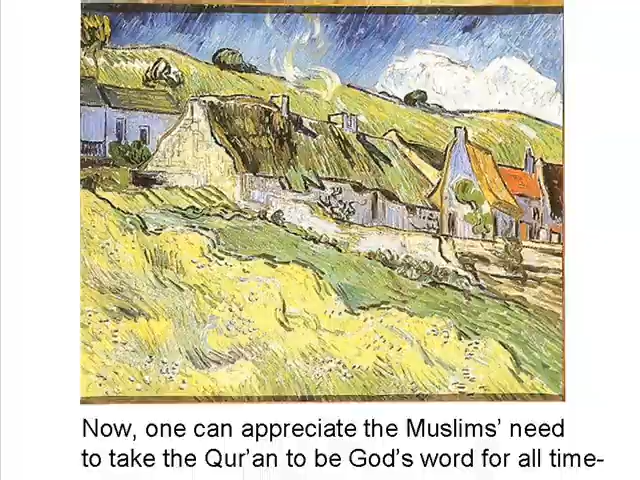 Now, one can appreciate the Muslims’ need
to take the Qur’an to be God’s word for all time-